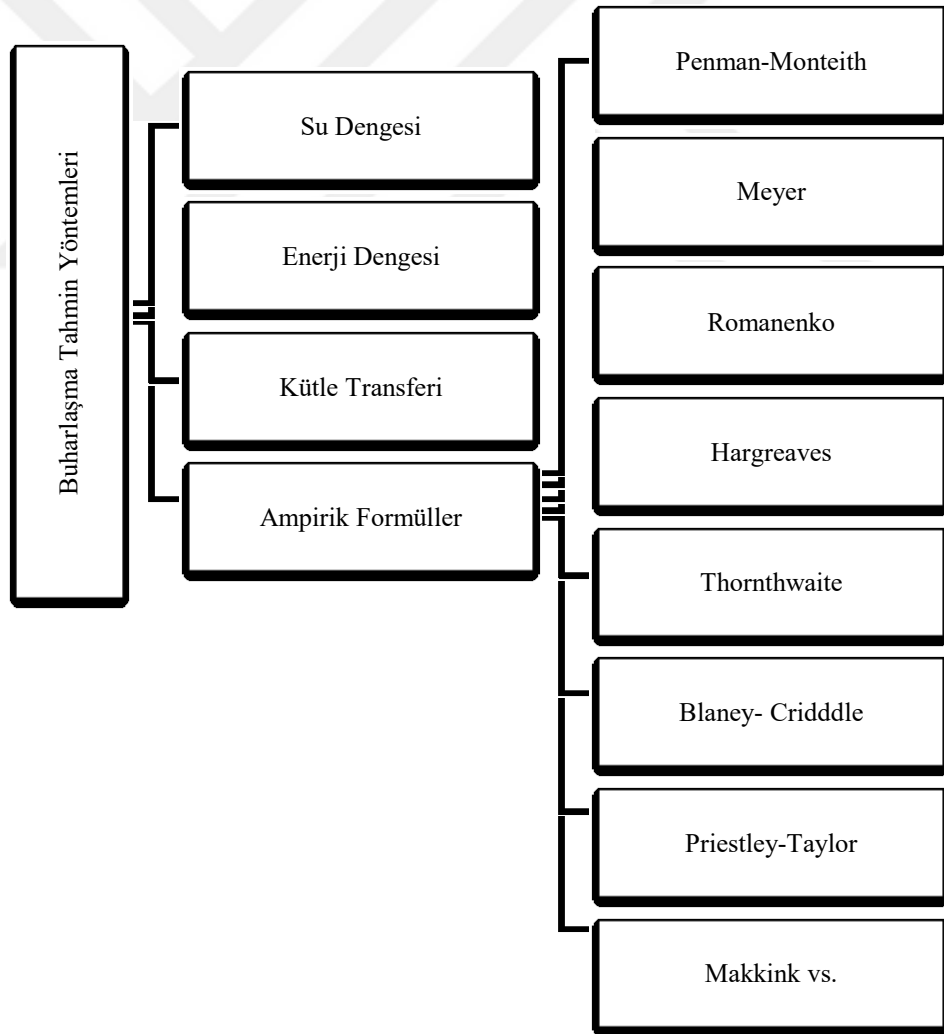 Buharlaşma Tahmin Yöntemleri
Su Dengesi
Enerji Dengesi
Kütle Transferi
Ampirik Formüller
Penman-Monteith
Meyer
Romanenko
Hargreaves
Thornthwaite
Blaney- Cridddle
Priestley-Taylor
Makkink vs.